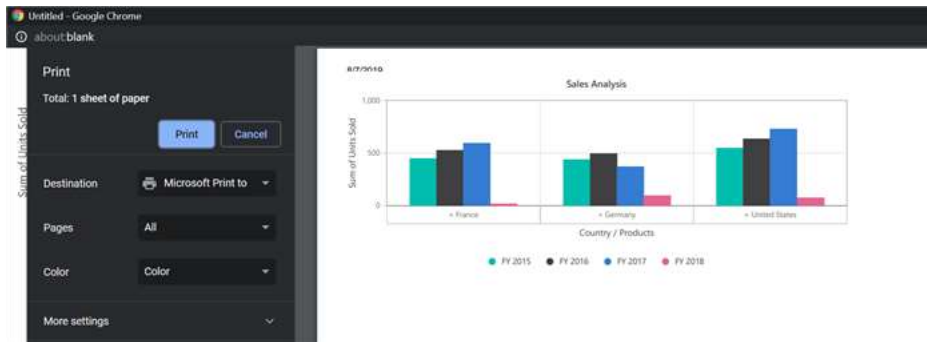 Untitled - Google Chrome
about:blank
Print
Total: 1 sheet of paper
Print Cancel
Destination Microsoft Print to
Pages All
Color Color
More settings
Sum of Units Sold
8/7/2019
Sales Analysis
Sum of Units Sold
1,000
500
0
+ France + Germany + United States
Country / Products
FY 2015 FY 2016 FY 2017 FY 2018